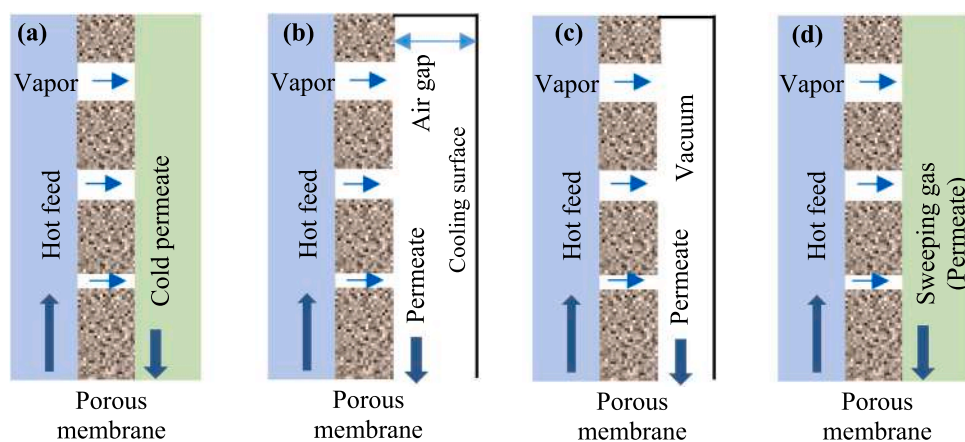 (a)
Vapor
Hot feed
Cold permeate
Porous
membrane
(b)
Vapor
Hot feed
Air gap
Permeate
Cooling surface
Porous
membrane
(c)
Vapor
Hot feed
Vacuum
Permeate
Porous
membrane
(d)
Vapor
Hot feed
Sweeping gas
(Permeate)
Porous
membrane